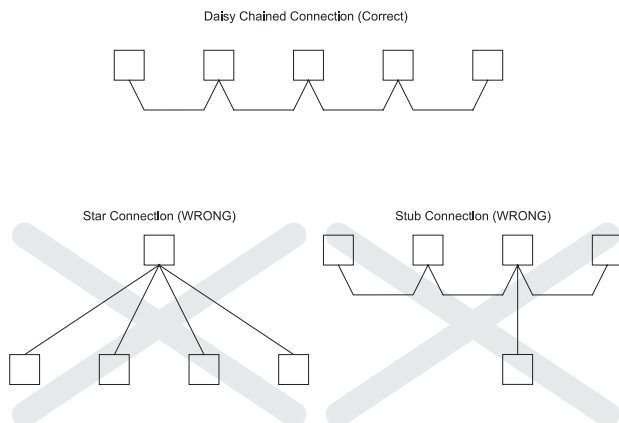 Daisy Chained Connection (Correct)
Star Connection (WRONG)
Stub Connection (WRONG)